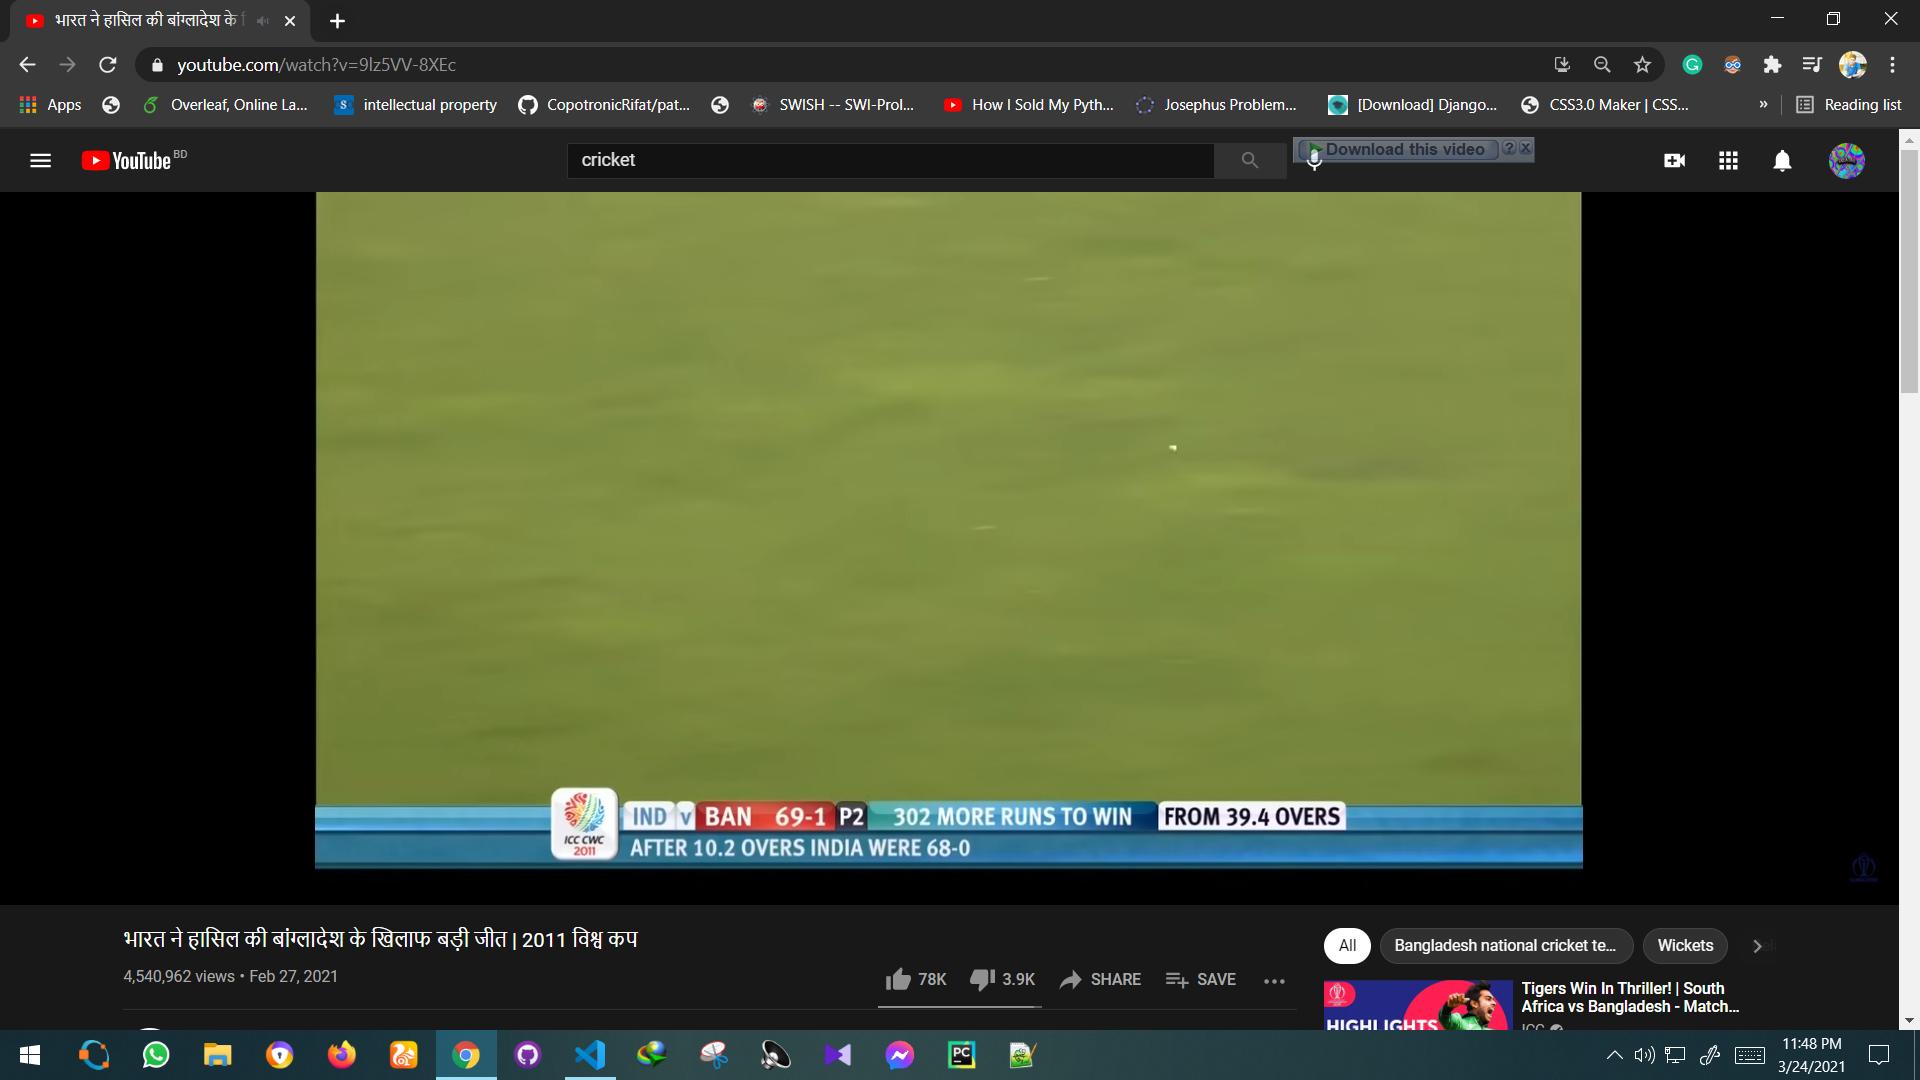 भारत ने हासिल की बांग्लादेश के
youtube.com/watch?v=9lz5VV-8XEc
Apps
Overleaf, Online La...
intellectual property
CopotronicRifat/pat...
SWISH -- SWI-Prol...
How I Sold My Pyth...
Josephus Problem...
[Download] Django...
CSS3.0 Maker | CSS...
»
Reading list
YouTube BD
cricket
Download this video ?
ICC CWC
2011
IND v BAN 69-1 P2 302 MORE RUNS TO WIN FROM 39.4 OVERS
AFTER 10.2 OVERS INDIA WERE 68-0
भारत ने हासिल की बांग्लादेश के खिलाफ बड़ी जीत | 2011 विश्व कप
4,540,962 views • Feb 27, 2021
78K
3.9K
SHARE
SAVE
All
Bangladesh national cricket te...
Wickets
HIGHLIGHTS
Tigers Win In Thriller! | South
Africa vs Bangladesh - Match...
ICC
PC
11:48 PM
3/24/2021